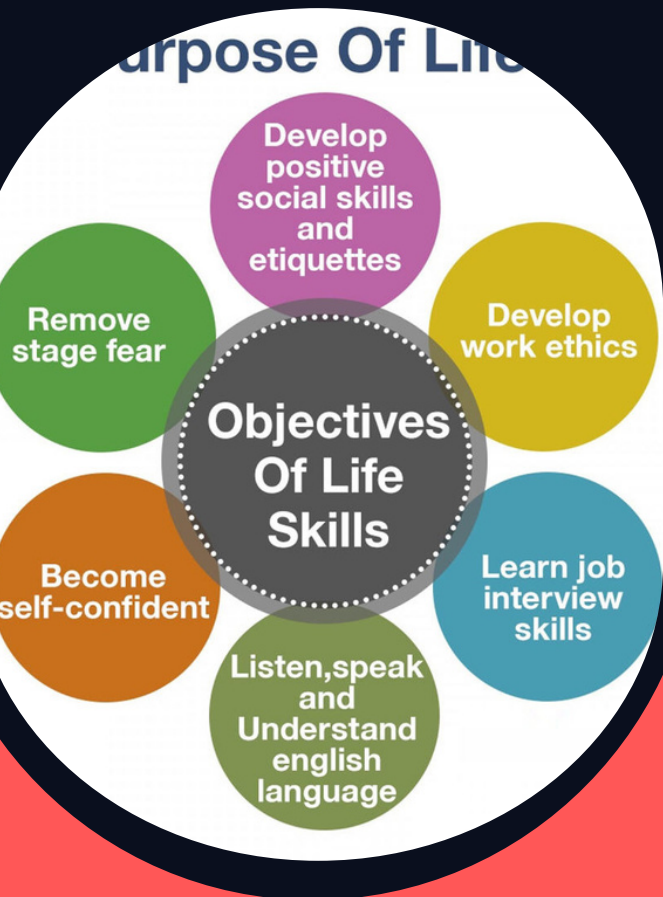 urpose Of Life
Develop
positive
social skills
and
etiquettes
Develop
work ethics
Learn job
interview
skills
Listen,speak
and
Understand
english
language
Become
self-confident
Remove
stage fear
Objectives
Of Life
Skills